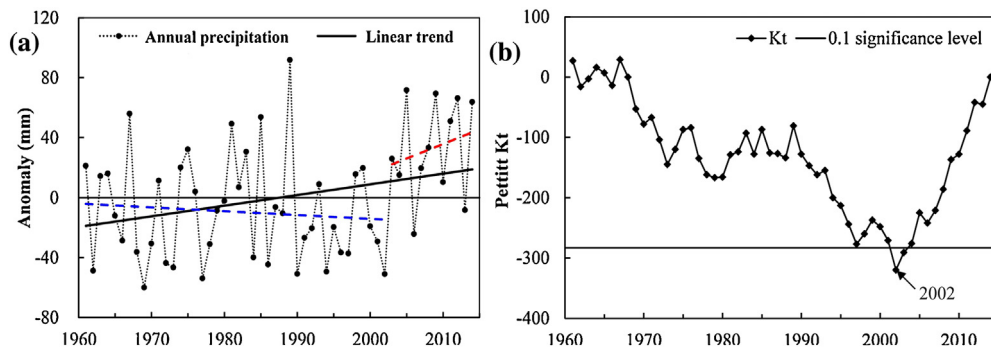 (a)
Annual precipitation
Linear trend
Anomaly (mm)
120
80
40
0
-40
-80
1960 1970 1980 1990 2000 2010
(b)
Kt
0.1 significance level
Pettitt Kt
100
0
-100
-200
-300
-400
2002
1960 1970 1980 1990 2000 2010